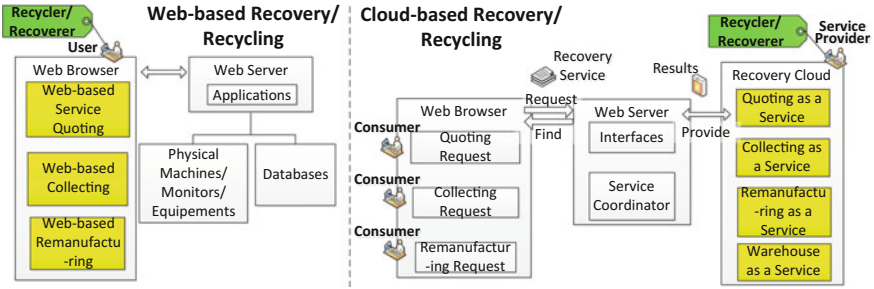 Recycler/
Recoverer
User
Web-based Recovery/
Recycling
Web Browser
Web-based
Service
Quoting
Web-based
Collecting
Web-based
Remanufactu
-ring
Web Server
Applications
Physical
Machines/
Monitors/
Equipements
Databases
Cloud-based Recovery/
Recycling
Web Browser
Consumer
Quoting
Request
Consumer
Collecting
Request
Consumer
Remanufactur
-ing Request
Recovery
Service
Request
Find
Web Server
Interfaces
Service
Coordinator
Results
Provide
Recycler/
Recoverer
Service
Provider
Recovery Cloud
Quoting as a
Service
Collecting as
a Service
Remanufactu
-ring as a
Service
Warehouse
as a Service